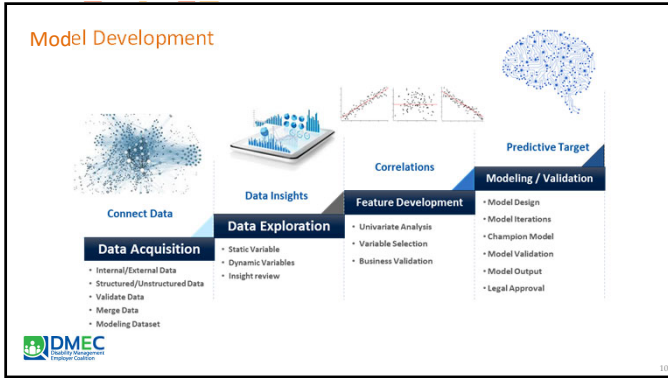 Model Development
Connect Data
Data Acquisition
• Internal/External Data
• Structured/Unstructured Data
• Validate Data
• Merge Data
• Modeling Dataset
Data Insights
Data Exploration
• Static Variable
• Dynamic Variables
• Insight review
Correlations
Feature Development
• Univariate Analysis
• Variable Selection
• Business Validation
Predictive Target
Modeling / Validation
• Model Design
• Model Iterations
• Champion Model
• Model Validation
• Model Output
• Legal Approval
DMEC
Disability Management
Employer Coalition
10